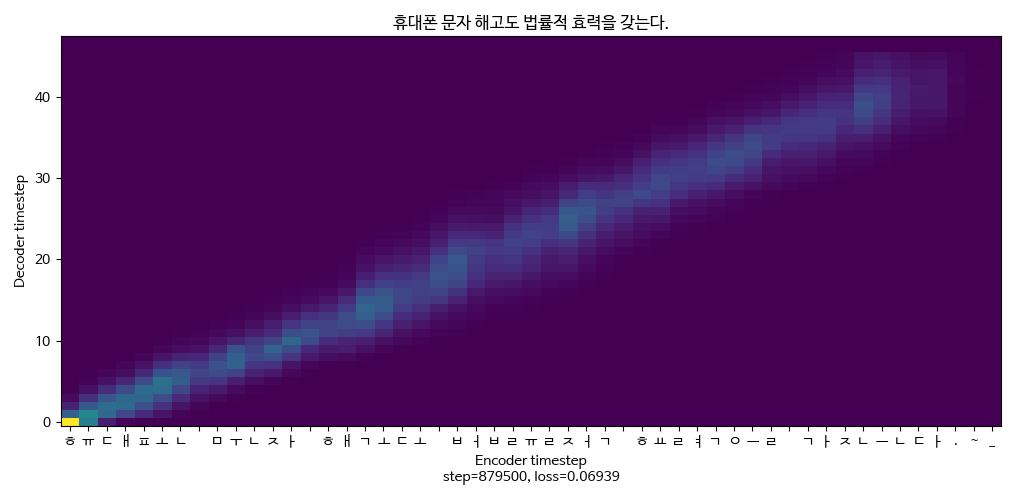 휴대폰 문자 해고도 법률적 효력을 갖는다.
Decoder timestep
40
30
20
10
0
ㅎ ㅠ ㄷ ㅐ ㅍ ㅗ ㄴ ㅁ ㅜ ㄴ ㅈ ㅏ ㅎ ㅐ ㄱ ㅗ ㄷ ㅗ ㅂ ㅓ ㅂ ㄹ ㅠ ㄹ ㅈ ㅓ ㄱ ㅎ ㅛ ㄹ ㅕ ㄱ ㅇ ㅡ ㄹ ㄱ ㅏ ㅈ ㄴ ㅡ ㄴ ㄷ ㅏ . ~ _
Encoder timestep
step=879500, loss=0.06939